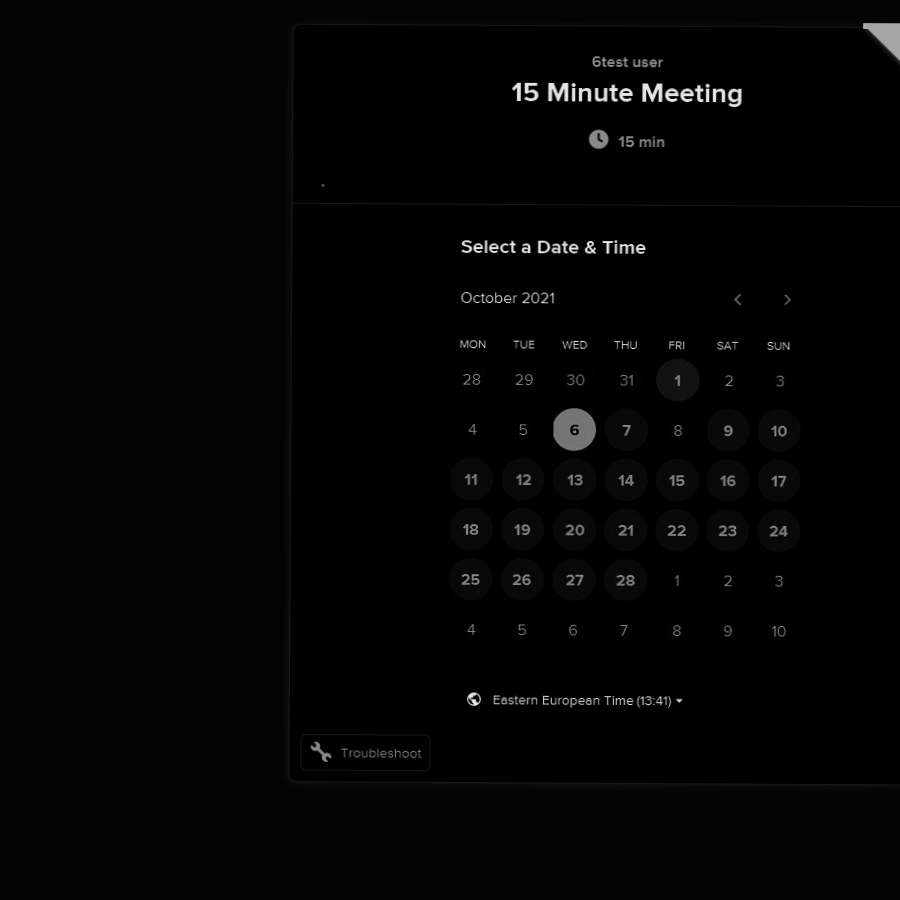 6test user
15 Minute Meeting
15 min
Select a Date & Time
October 2021
MON TUE WED THU FRI SAT SUN
28 29 30 31 1 2 3
4 5 6 7 8 9 10
11 12 13 14 15 16 17
18 19 20 21 22 23 24
25 26 27 28 1 2 3
4 5 6 7 8 9 10
Eastern European Time (13:41)
Troubleshoot